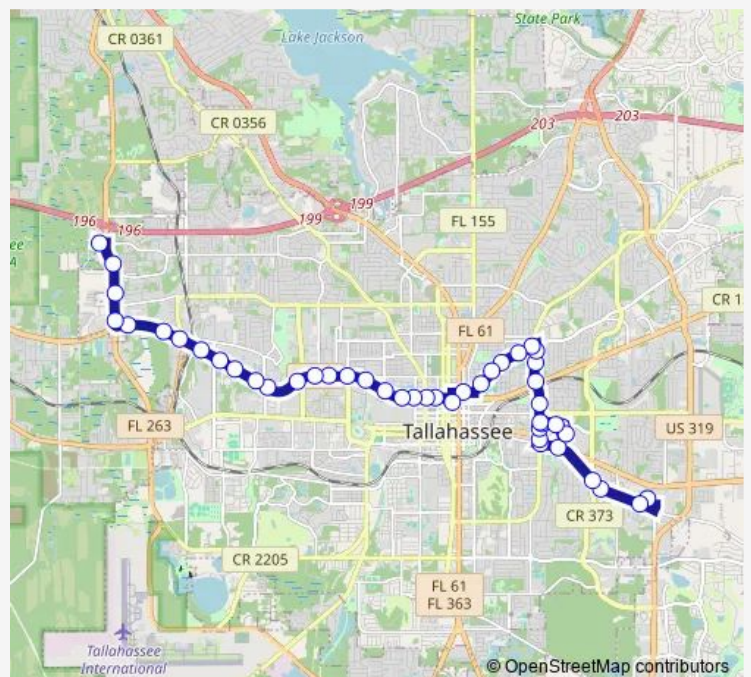 State Park
CR 0361
Lake Jackson
CR 0356
203
203
199
199
196
196
FL 155
ee
A
CR 1
FL 61
FL 263
Tallahassee
US 319
CR 373
CR 2205
FL 61
FL 363
Tallahassee
International
© OpenStreetMap contributors